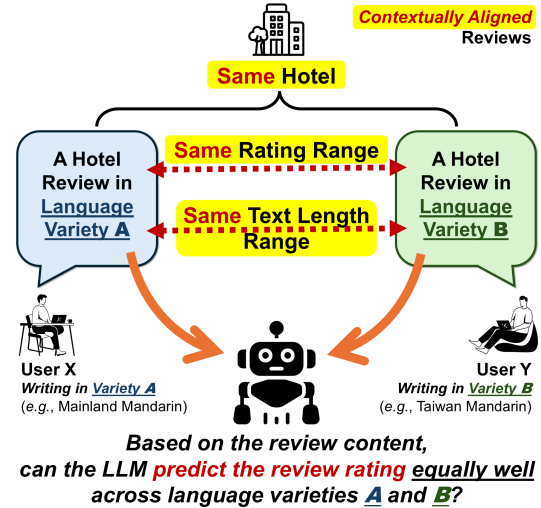 Contextually Aligned
Reviews
Same Hotel
A Hotel
Review in
Language
Variety A
Same Rating Range
Same Text Length
Range
A Hotel
Review in
Language
Variety B
User X
Writing in Variety A
(e.g., Mainland Mandarin)
User Y
Writing in Variety B
(e.g., Taiwan Mandarin)
Based on the review content,
can the LLM predict the review rating equally well
across language varieties A and B?